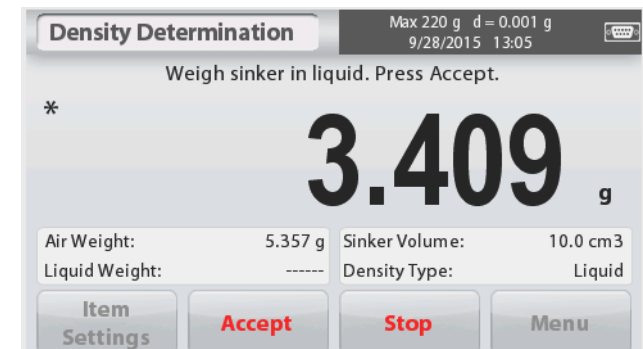 Density Determination
Max 220 g d = 0.001 g
9/28/2015 13:05
Weigh sinker in liquid. Press Accept.
*
3.409 g
Air Weight: 5.357 g Sinker Volume: 10.0 cm3
Liquid Weight: ------ Density Type: Liquid
Item Settings Accept Stop Menu